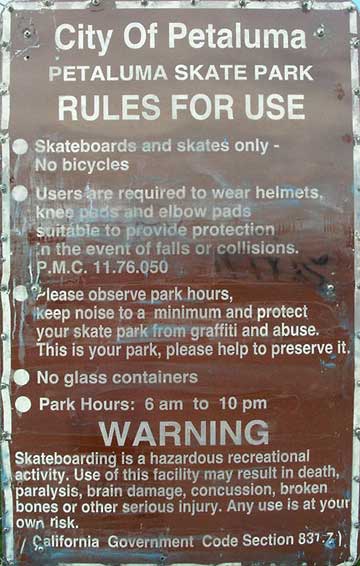 City Of Petaluma
PETALUMA SKATE PARK
RULES FOR USE
Skateboards and skates only -
No bicycles
Users are required to wear helmets,
knee pads and elbow pads
suitable to provide protection
in the event of falls or collisions.
P.M.C. 11.76.050
Please observe park hours,
keep noise to a minimum and protect
your skate park from graffiti and abuse.
This is your park, please help to preserve it.
No glass containers
Park Hours: 6 am to 10 pm
WARNING
Skateboarding is a hazardous recreational
activity. Use of this facility may result in death,
paralysis, brain damage, concussion, broken
bones or other serious injury. Any use is at your
own risk.
( California Government Code Section 831.7 )